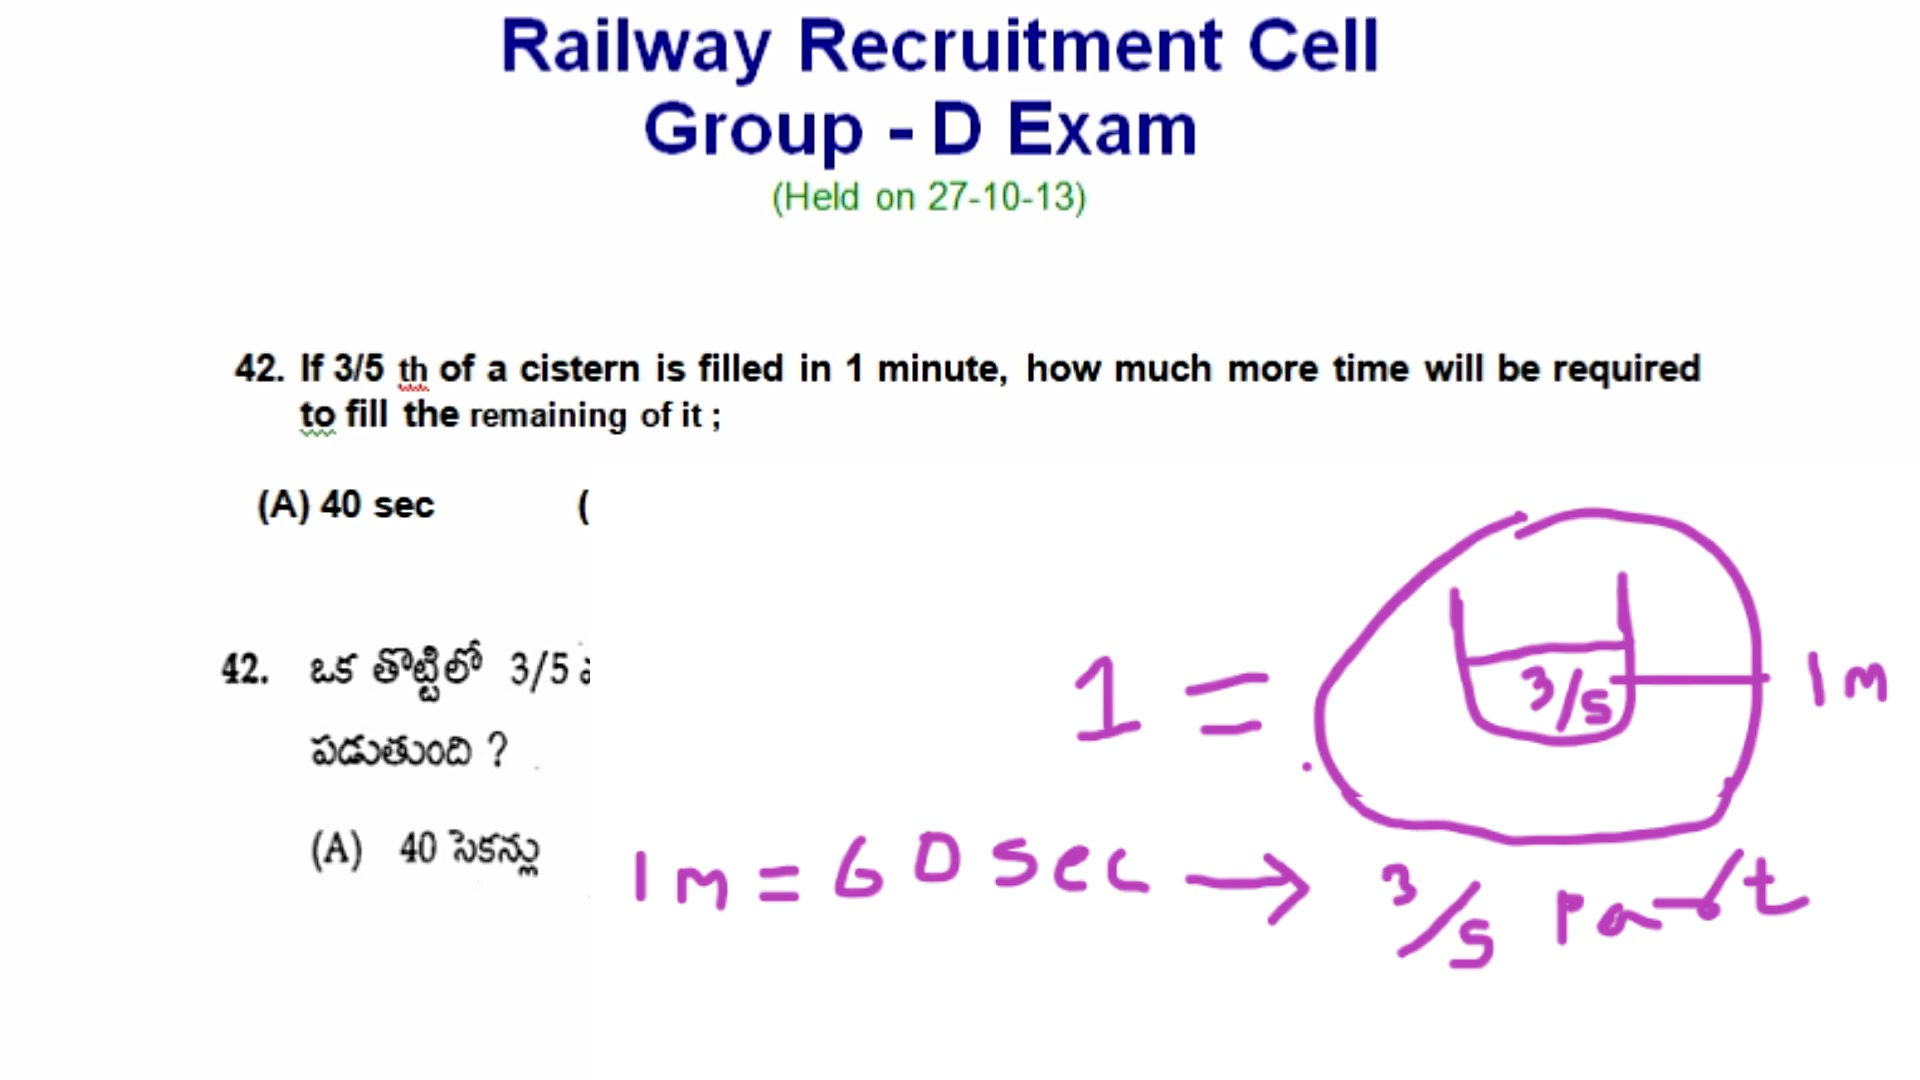 Railway Recruitment Cell
Group - D Exam
(Held on 27-10-13)
42. If 3/5 th of a cistern is filled in 1 minute, how much more time will be required
to fill the remaining of it ;
(A) 40 sec (
42. ఒక తొట్టిలో 3/5
పడుతుంది ?
(A) 40 సెకన్లు
1 =
3/5
1 m
1 m = 60 sec → 3/5 part